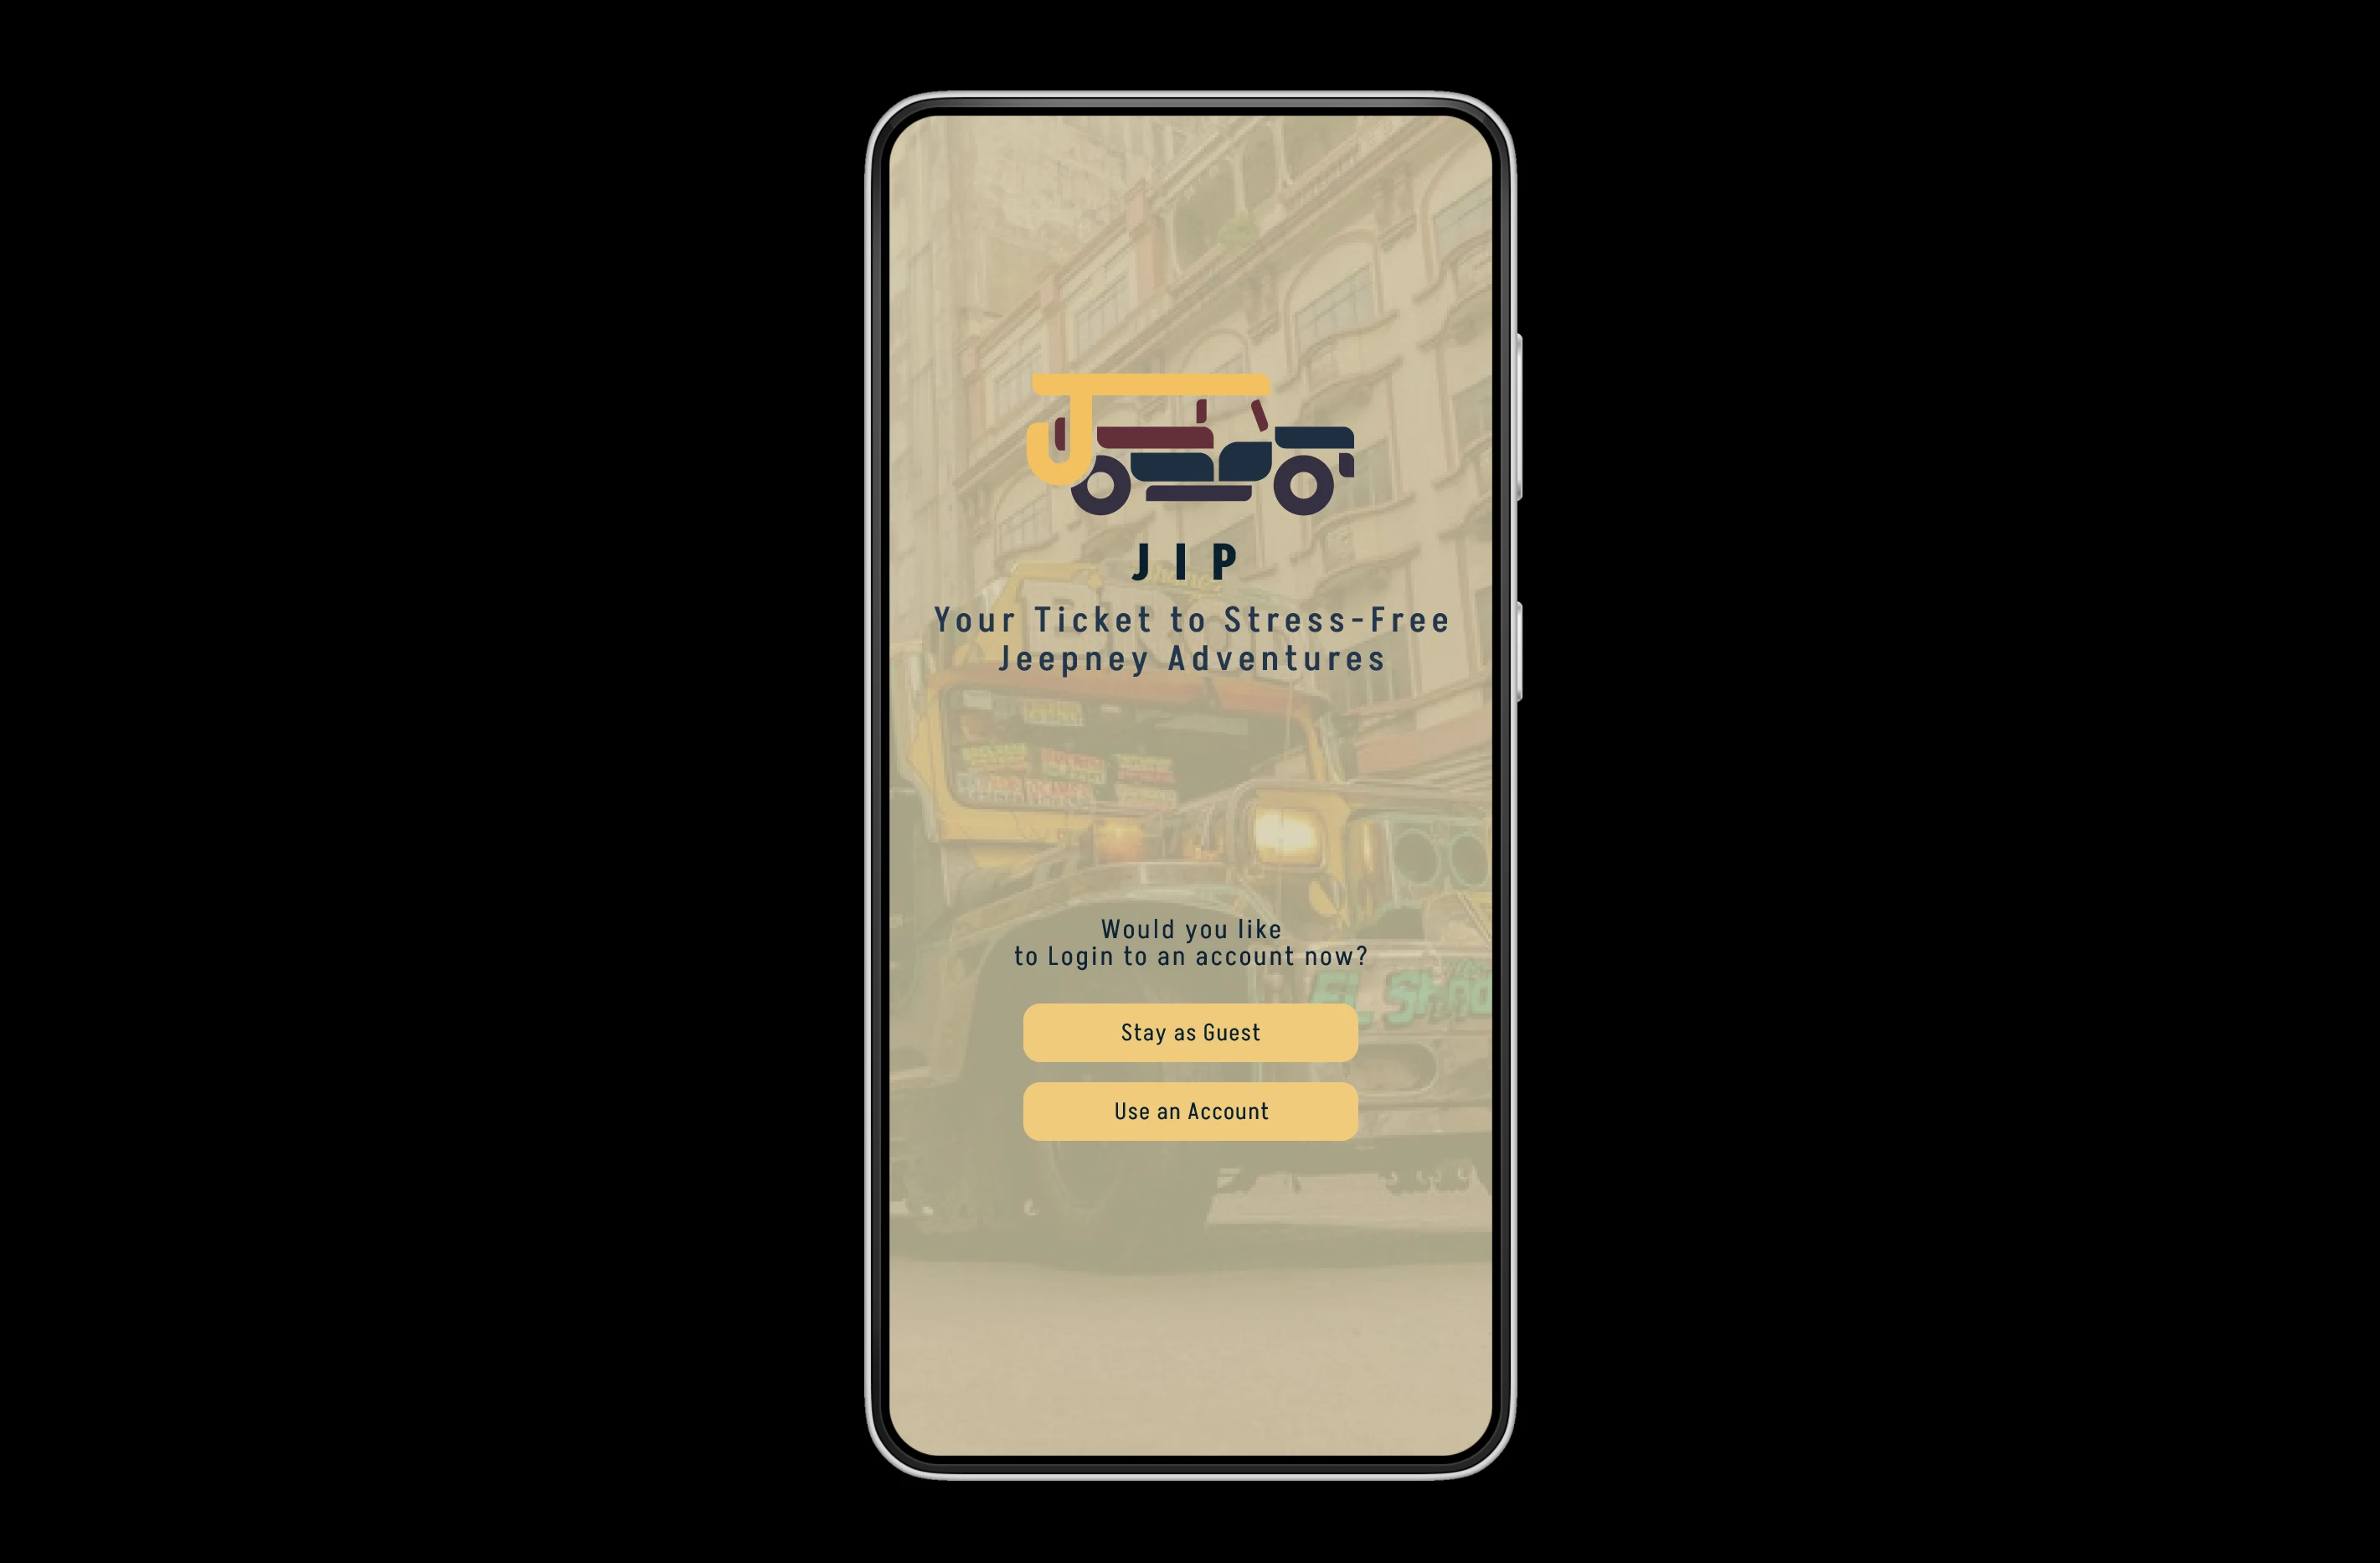 J I P
Your Ticket to Stress-Free
Jeepney Adventures
Would you like
to Login to an account now?
EL
Stay as Guest
Use an Account